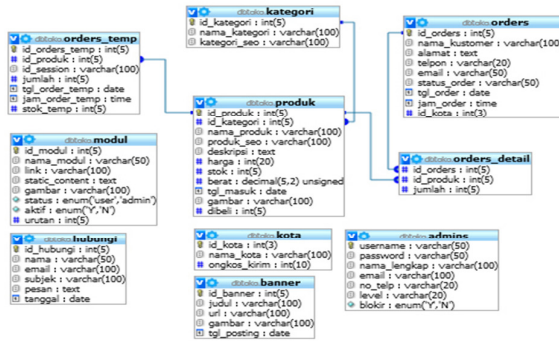 dbtoko orders_temp
id_orders_temp : int(5)
id_produk : int(5)
id_session : varchar(100)
jumlah : int(5)
tgl_order_temp : date
jam_order_temp : time
stok_temp : int(5)
dbtoko kategori
id_kategori : int(5)
nama_kategori : varchar(100)
kategori_seo : varchar(100)
dbtoko orders
id_orders : int(5)
nama_kustomer : varchar(100)
alamat : text
telpon : varchar(20)
email : varchar(50)
status_order : varchar(50)
tgl_order : date
jam_order : time
id_kota : int(3)
dbtoko produk
id_produk : int(5)
id_kategori : int(5)
nama_produk : varchar(100)
produk_seo : varchar(100)
deskripsi : text
harga : int(20)
stok : int(5)
berat : decimal(5,2) unsigned
tgl_masuk : date
gambar : varchar(100)
dibeli : int(5)
dbtoko modul
id_modul : int(5)
nama_modul : varchar(50)
link : varchar(100)
static_content : text
gambar : varchar(100)
status : enum('user','admin')
aktif : enum('Y','N')
urutan : int(5)
dbtoko orders_detail
id_orders : int(5)
id_produk : int(5)
jumlah : int(5)
dbtoko hubungi
id_hubungi : int(5)
nama : varchar(50)
email : varchar(100)
subjek : varchar(100)
pesan : text
tanggal : date
dbtoko kota
id_kota : int(3)
nama_kota : varchar(100)
ongkos_kirim : int(10)
dbtoko admins
username : varchar(50)
password : varchar(50)
nama_lengkap : varchar(100)
email : varchar(100)
no_telp : varchar(20)
level : varchar(20)
blokir : enum('Y','N')
dbtoko banner
id_banner : int(5)
judul : varchar(100)
url : varchar(100)
gambar : varchar(100)
tgl_posting : date